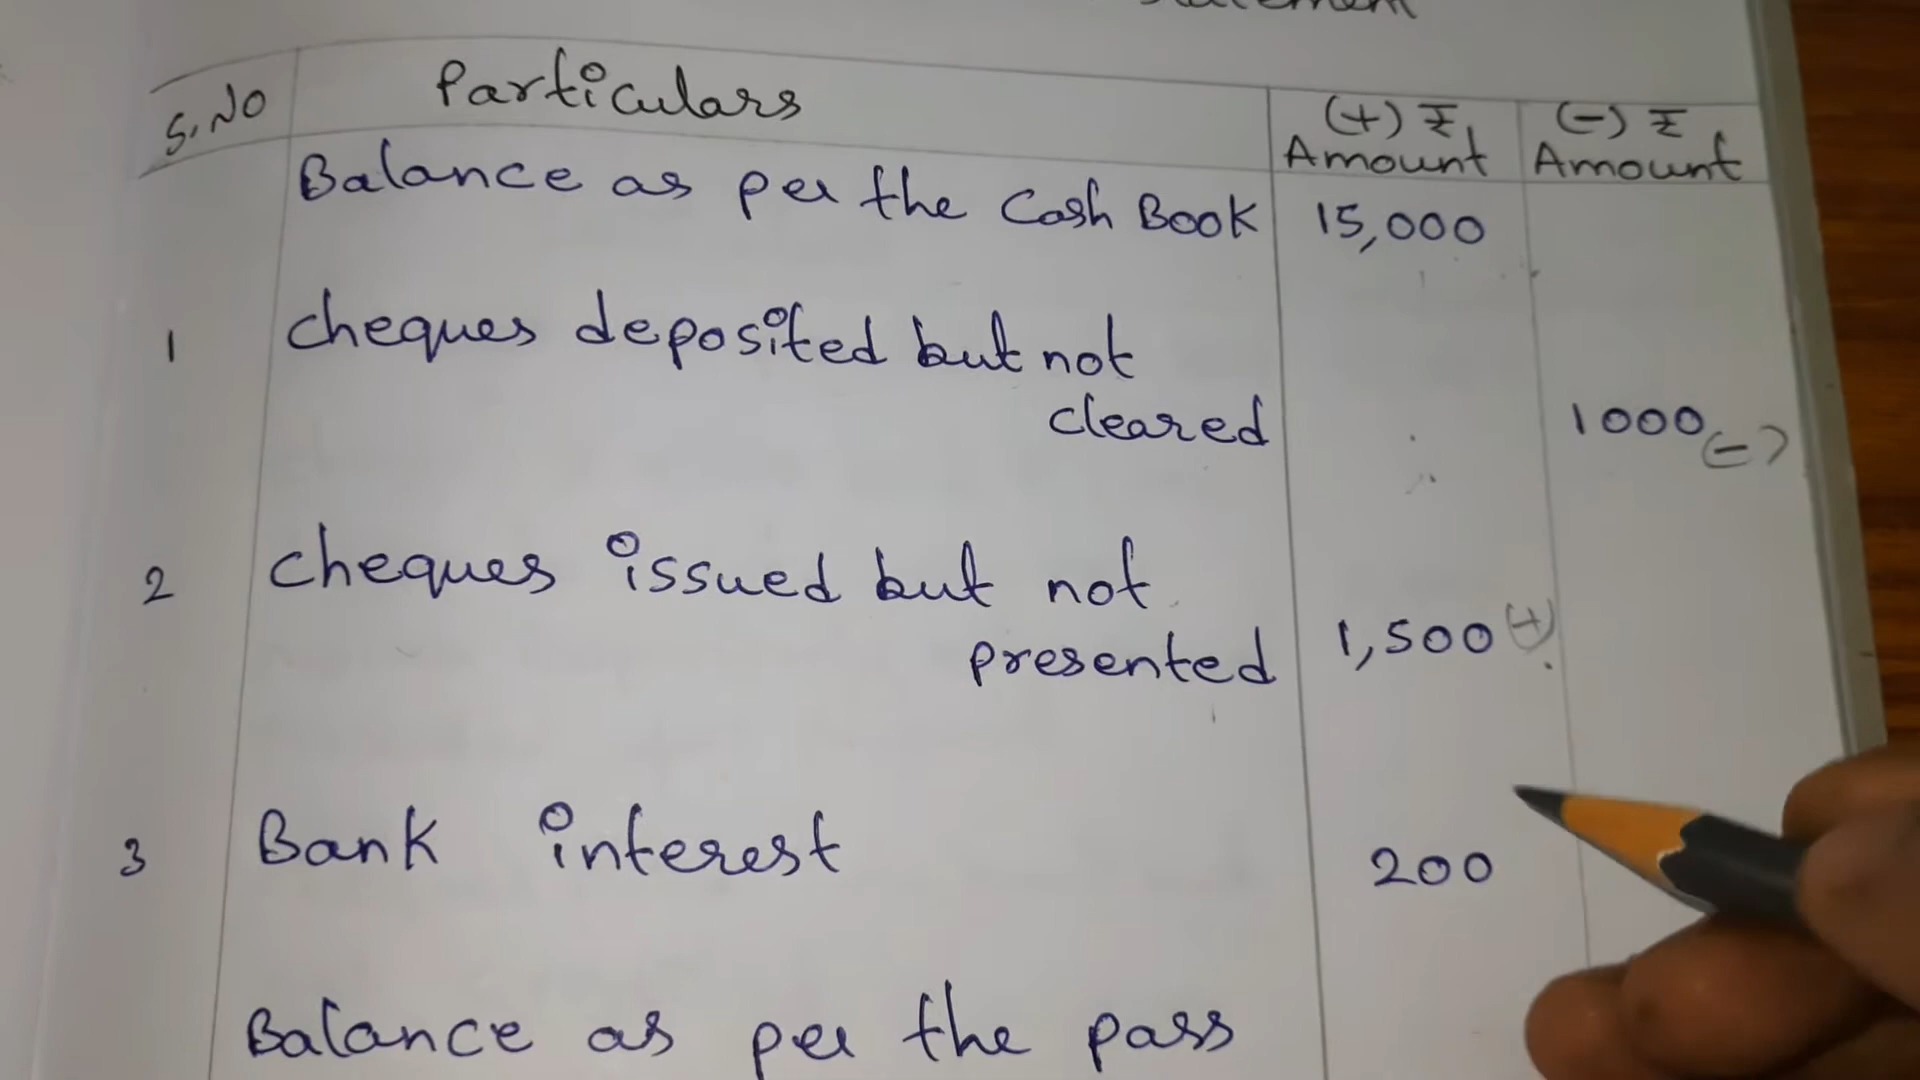 Statement
S.No Particulars (+) ₹ Amount (-) ₹ Amount
Balance as per the Cash Book 15,000
1 cheques deposited but not
cleared 1000 (-)
2 cheques issued but not
presented 1,500 (+)
3 Bank interest 200
Balance as per the pass